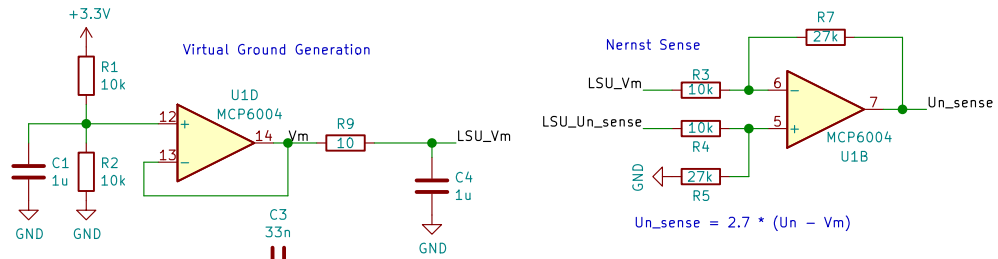 +3.3V
R1
10k
Virtual Ground Generation
U1D
MCP6004
12
+
13
−
14
Vm
R9
10
LSU_Vm
C1
1u
R2
10k
C4
1u
GND
GND
GND
C3
33n
Nernst Sense
R7
27k
LSU_Vm
R3
10k
6
−
7
Un_sense
LSU_Un_sense
10k
R4
5
+
MCP6004
U1B
GND
27k
R5
Un_sense = 2.7 * (Un - Vm)